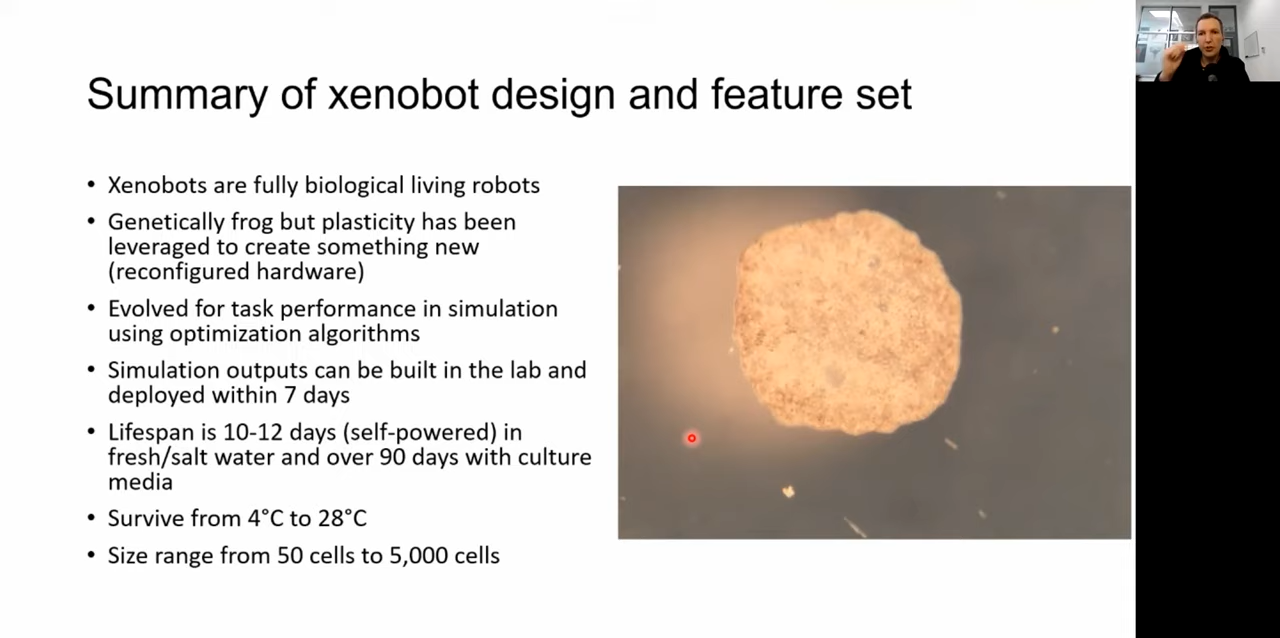 Summary of xenobot design and feature set
• Xenobots are fully biological living robots
• Genetically frog but plasticity has been
leveraged to create something new
(reconfigured hardware)
• Evolved for task performance in simulation
using optimization algorithms
• Simulation outputs can be built in the lab and
deployed within 7 days
• Lifespan is 10-12 days (self-powered) in
fresh/salt water and over 90 days with culture
media
• Survive from 4°C to 28°C
• Size range from 50 cells to 5,000 cells